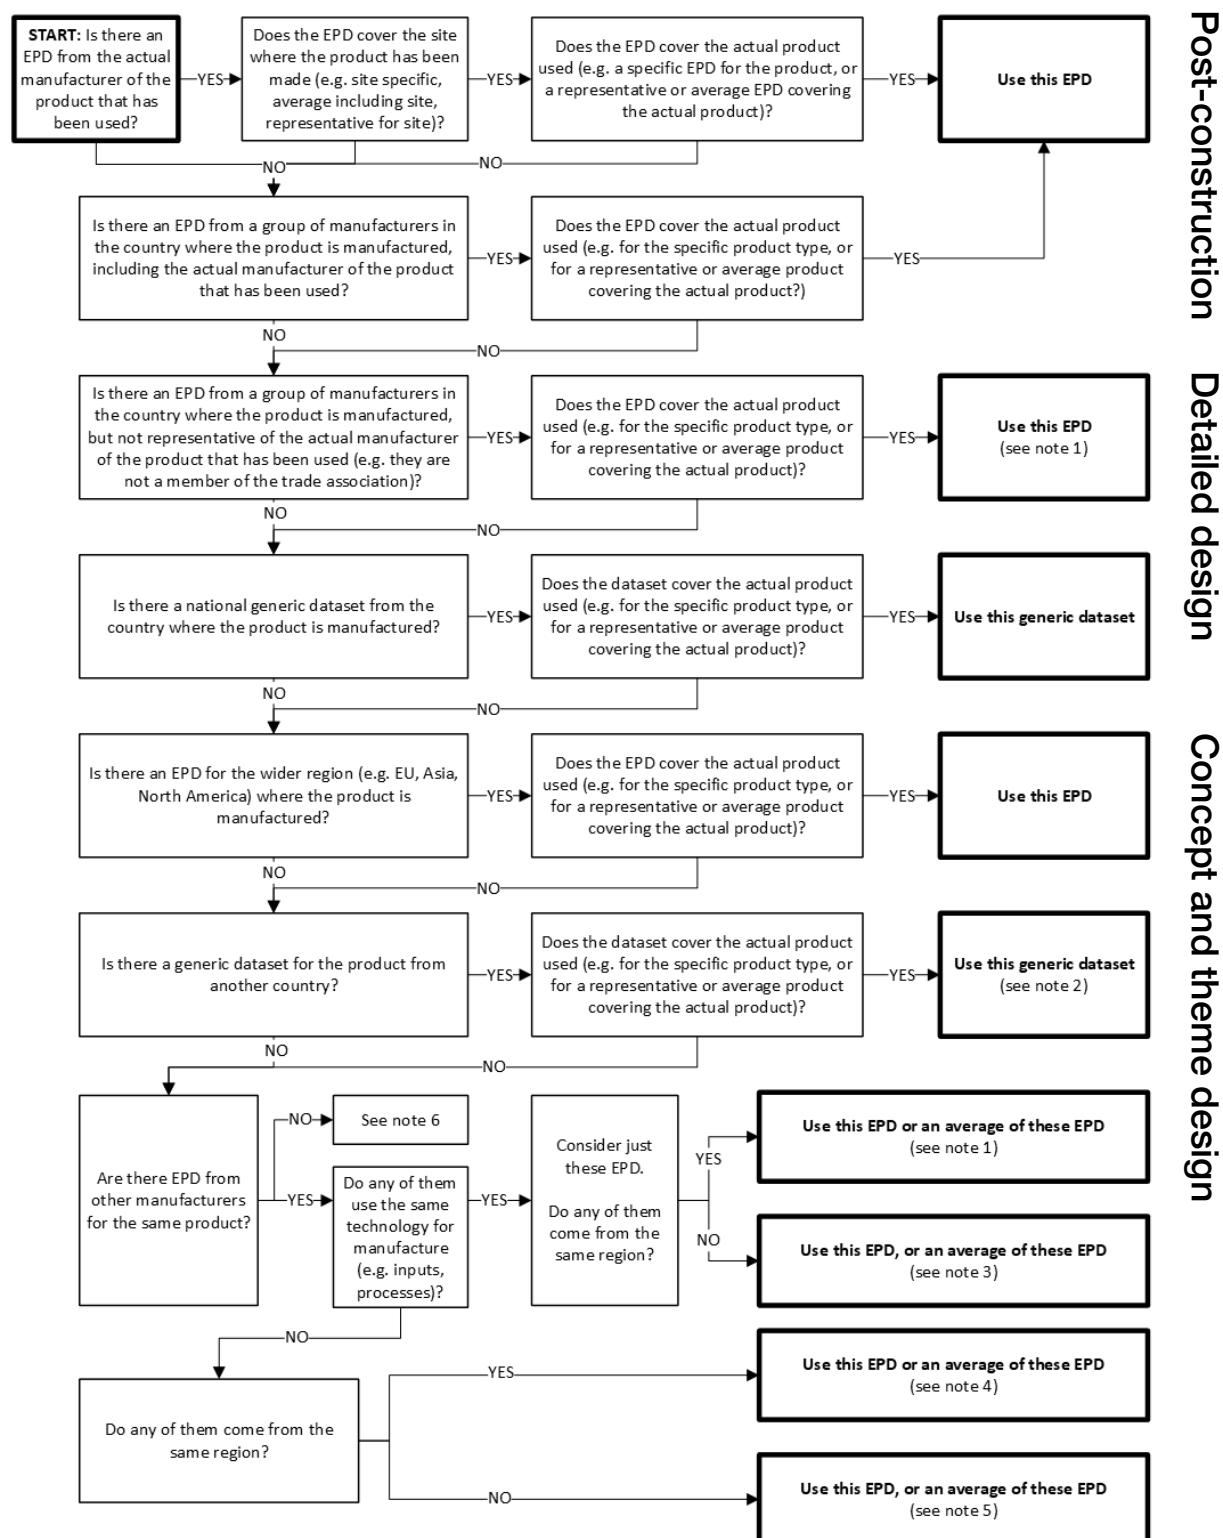 START: Is there an
EPD from the actual
manufacturer of the
product that has
been used?
YES
Does the EPD cover the site
where the product has been
made (e.g. site specific,
average including site,
representative for site)?
YES
Does the EPD cover the actual product
used (e.g. a specific EPD for the product, or
a representative or average EPD covering
the actual product)?
YES
Use this EPD
NO
NO
Is there an EPD from a group of manufacturers in
the country where the product is manufactured,
including the actual manufacturer of the product
that has been used?
YES
Does the EPD cover the actual product
used (e.g. for the specific product type, or
for a representative or average product
covering the actual product?)
YES
NO
NO
Post-construction
Is there an EPD from a group of manufacturers in
the country where the product is manufactured,
but not representative of the actual manufacturer
of the product that has been used (e.g. they are
not a member of the trade association)?
YES
Does the EPD cover the actual product
used (e.g. for the specific product type, or
for a representative or average product
covering the actual product)?
YES
Use this EPD
(see note 1)
NO
NO
Is there a national generic dataset from the
country where the product is manufactured?
YES
Does the dataset cover the actual product
used (e.g. for the specific product type, or
for a representative or average product
covering the actual product)?
YES
Use this generic dataset
NO
NO
Detailed design
Is there an EPD for the wider region (e.g. EU, Asia,
North America) where the product is
manufactured?
YES
Does the EPD cover the actual product
used (e.g. for the specific product type, or
for a representative or average product
covering the actual product)?
YES
Use this EPD
NO
NO
Is there a generic dataset for the product from
another country?
YES
Does the dataset cover the actual product
used (e.g. for the specific product type, or
for a representative or average product
covering the actual product)?
YES
Use this generic dataset
(see note 2)
NO
NO
Are there EPD from
other manufacturers
for the same product?
NO
See note 6
YES
Do any of them
use the same
technology for
manufacture
(e.g. inputs,
processes)?
YES
Consider just
these EPD.
Do any of them
come from the
same region?
YES
Use this EPD or an average of these EPD
(see note 1)
NO
Use this EPD, or an average of these EPD
(see note 3)
NO
Do any of them come from the
same region?
YES
Use this EPD or an average of these EPD
(see note 4)
NO
Use this EPD, or an average of these EPD
(see note 5)
Concept and theme design